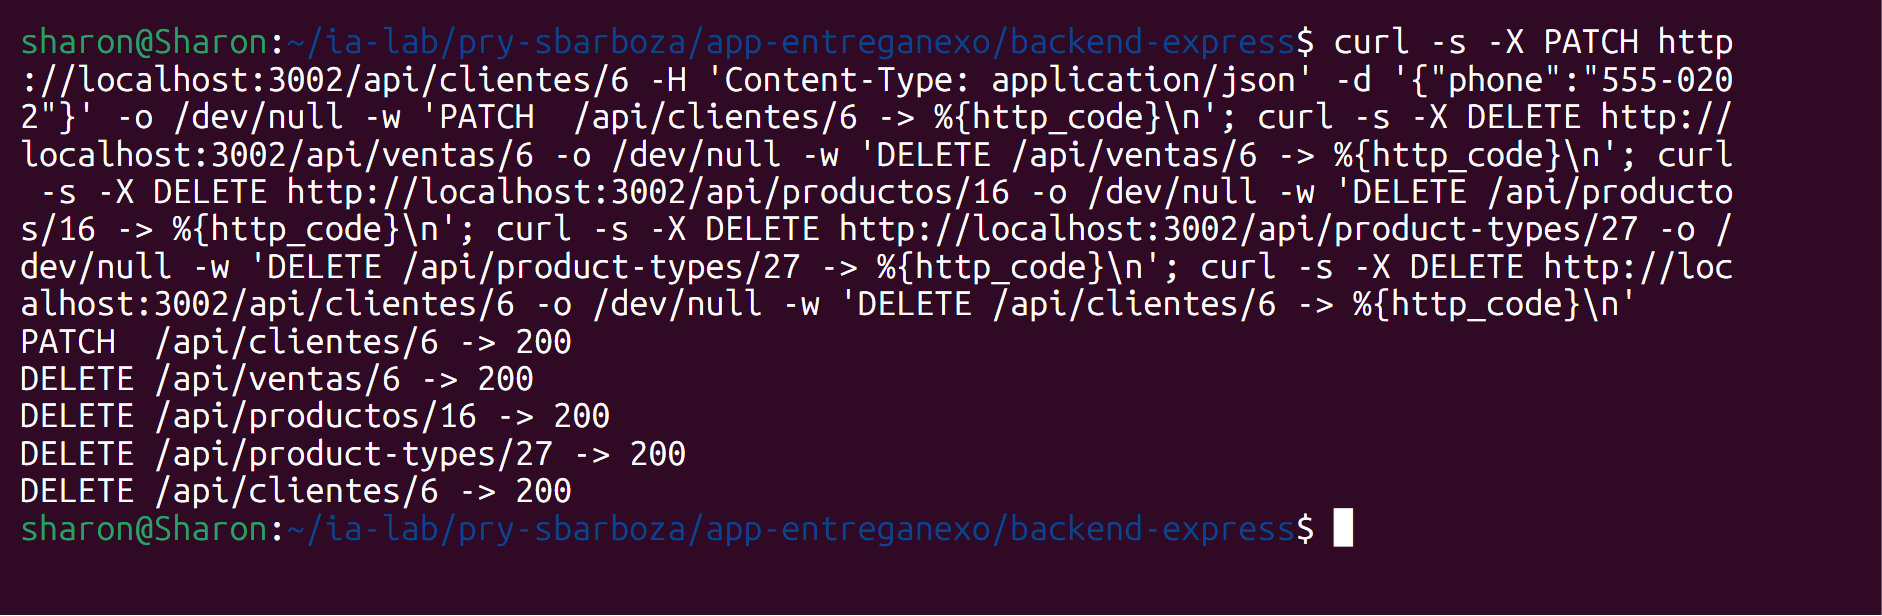 sharon@Sharon:~/ia-lab/pry-sbarboza/app-entreganexo/backend-express$ curl -s -X PATCH http
://localhost:3002/api/clientes/6 -H 'Content-Type: application/json' -d '{"phone":"555-020
2"}' -o /dev/null -w 'PATCH  /api/clientes/6 -> %{http_code}\n'; curl -s -X DELETE http://
localhost:3002/api/ventas/6 -o /dev/null -w 'DELETE /api/ventas/6 -> %{http_code}\n'; curl
 -s -X DELETE http://localhost:3002/api/productos/16 -o /dev/null -w 'DELETE /api/producto
s/16 -> %{http_code}\n'; curl -s -X DELETE http://localhost:3002/api/product-types/27 -o /
dev/null -w 'DELETE /api/product-types/27 -> %{http_code}\n'; curl -s -X DELETE http://loc
alhost:3002/api/clientes/6 -o /dev/null -w 'DELETE /api/clientes/6 -> %{http_code}\n'
PATCH  /api/clientes/6 -> 200
DELETE /api/ventas/6 -> 200
DELETE /api/productos/16 -> 200
DELETE /api/product-types/27 -> 200
DELETE /api/clientes/6 -> 200
sharon@Sharon:~/ia-lab/pry-sbarboza/app-entreganexo/backend-express$